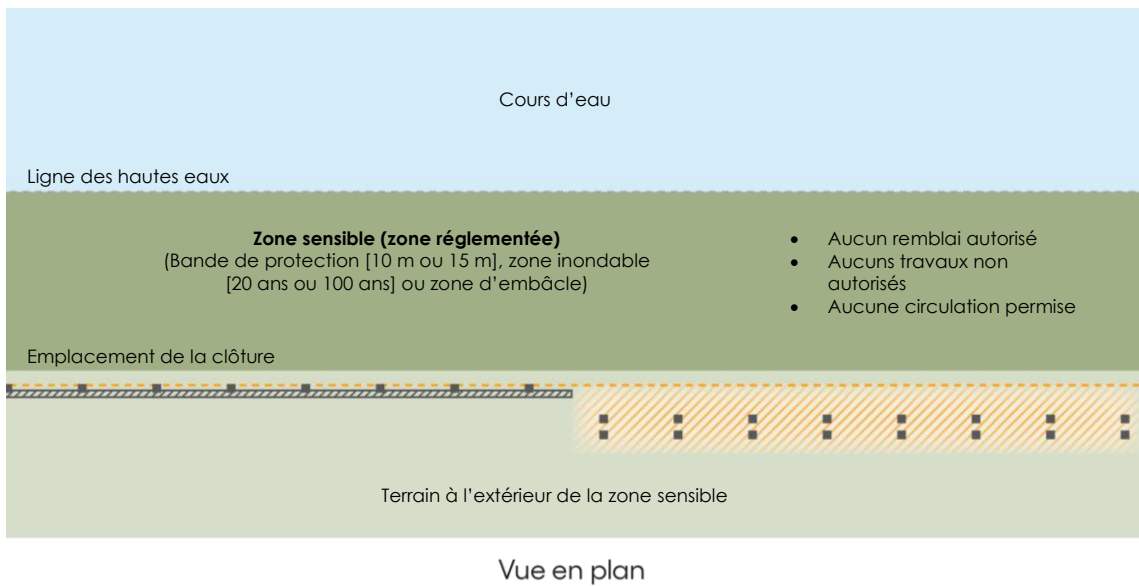 Cours d'eau
Ligne des hautes eaux
Zone sensible (zone réglementée)
(Bande de protection [10 m ou 15 m], zone inondable
[20 ans ou 100 ans] ou zone d'embâcle)
• Aucun remblai autorisé
• Aucuns travaux non
autorisés
• Aucune circulation permise
Emplacement de la clôture
Terrain à l'extérieur de la zone sensible
Vue en plan